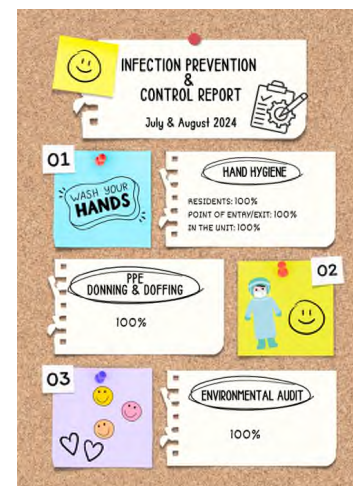 INFECTION PREVENTION
&
CONTROL REPORT
July & August 2024
01
WASH YOUR
HANDS
HAND HYGIENE
RESIDENTS: 100%
POINT OF ENTRY/EXIT: 100%
IN THE UNIT: 100%
PPE
DONNING & DOFFING
100%
02
03
ENVIRONMENTAL AUDIT
100%